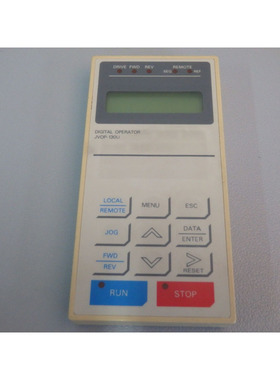 DRIVE FWD REV REMOTE
REF
DIGITAL OPERATOR
LOCAL
REMOTE
MENU
ESC
JOG
DATA
ENTER
FWD
REV
RESET
RUN
STOP